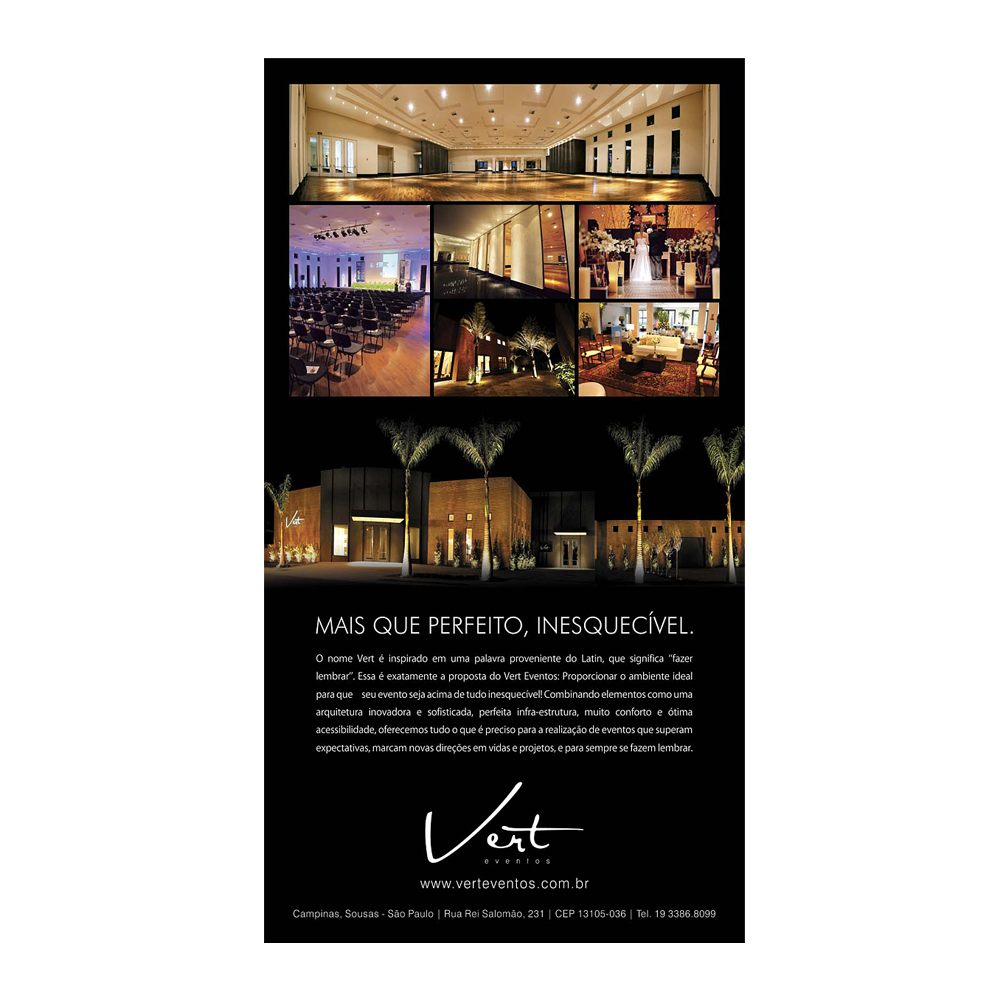 Vert
MAIS QUE PERFEITO, INESQUECÍVEL.
O nome Vert é inspirado em uma palavra proveniente do Latin, que significa "fazer
lembrar". Essa é exatamente a proposta do Vert Eventos: Proporcionar o ambiente ideal
para que seu evento seja acima de tudo inesquecível! Combinando elementos como uma
arquitetura inovadora e sofisticada, perfeita infra-estrutura, muito conforto e ótima
acessibilidade, oferecemos tudo o que é preciso para a realização de eventos que superam
expectativas, marcam novas direções em vidas e projetos, e para sempre se fazem lembrar.
Vert
eventos
www.verteventos.com.br
Campinas, Sousas - São Paulo | Rua Rei Salomão, 231 | CEP 13105-036 | Tel. 19 3386.8099